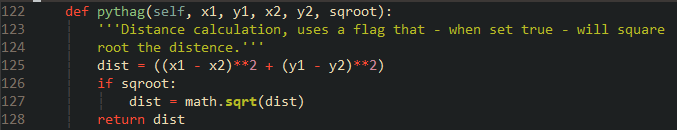 122 def pythag(self, x1, y1, x2, y2, sqroot):
123 '''Distance calculation, uses a flag that - when set true - will square
124 root the distence.'''
125 dist = ((x1 - x2)**2 + (y1 - y2)**2)
126 if sqroot:
127 dist = math.sqrt(dist)
128 return dist